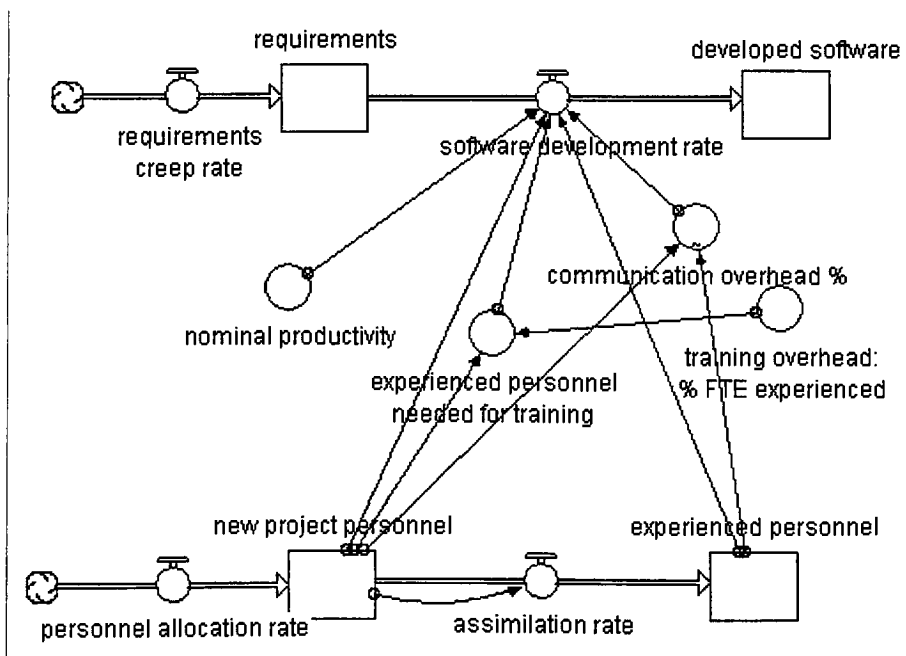 requirements
developed software
requirements
creep rate
software development rate
communication overhead %
nominal productivity
training overhead:
% FTE experienced
experienced personnel
needed for training
new project personnel
experienced personnel
personnel allocation rate
assimilation rate
~